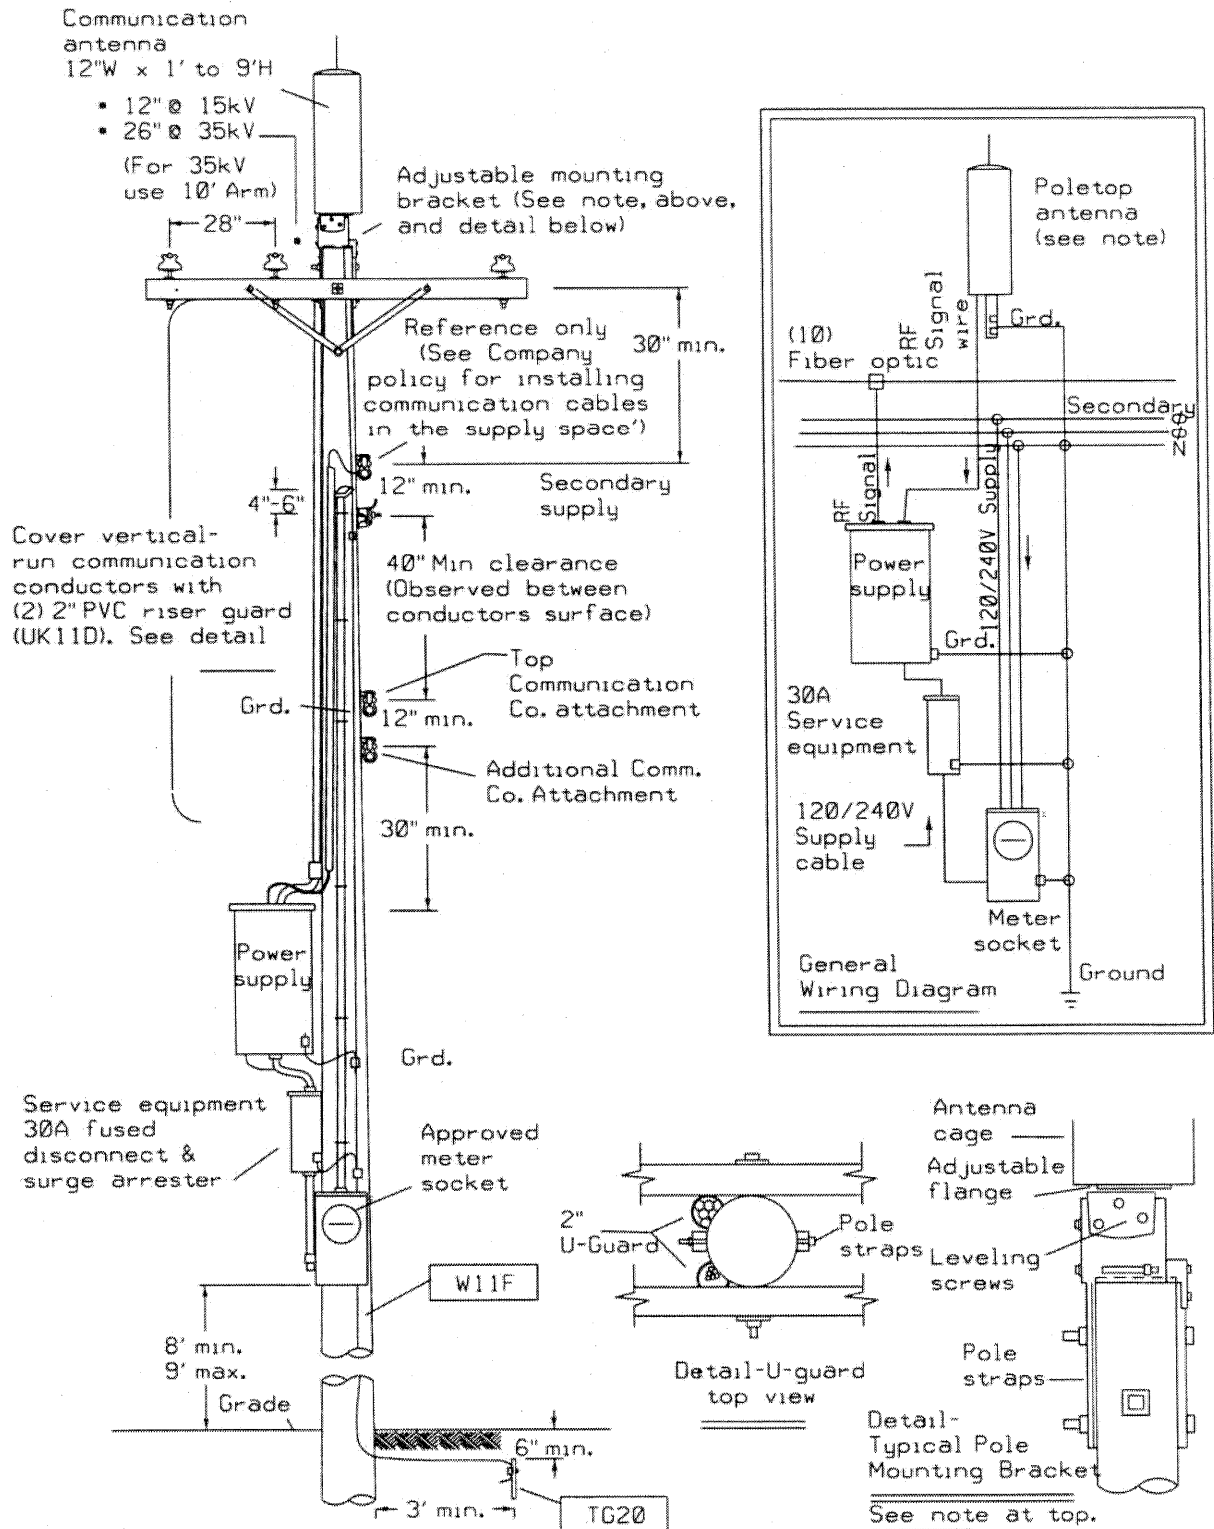 Communication
antenna
12"W x 1' to 9'H
• 12" @ 15kV
• 26" @ 35kV
(For 35kV
use 10' Arm)
28"
Adjustable mounting
bracket (See note, above,
and detail below)
Reference only
(See Company
policy for installing
communication cables
in the supply space')
30" min.
12" min.
Secondary
supply
4"-6"
Cover vertical-
run communication
conductors with
(2) 2" PVC riser guard
(UK11D). See detail
40" Min clearance
(Observed between
conductors surface)
Top
Communication
Co. attachment
Grd.
12" min.
Additional Comm.
Co. Attachment
30" min.
Power
supply
Grd.
Service equipment
30A fused
disconnect &
surge arrester
Approved
meter
socket
W11F
8' min.
9' max.
Grade
6" min.
3' min.
TG20
Poletop
antenna
(see note)
RF
Signal
wire
Grd.
(10)
Fiber optic
Secondary
RF
Signal
120/240V Supply
Power
supply
Grd.
30A
Service
equipment
120/240V
Supply
cable
Meter
socket
General
Wiring Diagram
Ground
2"
U-Guard
Pole
straps
Detail-U-guard
top view
Antenna
cage
Adjustable
flange
Leveling
screws
Pole
straps
Detail-
Typical Pole
Mounting Bracket
See note at top.